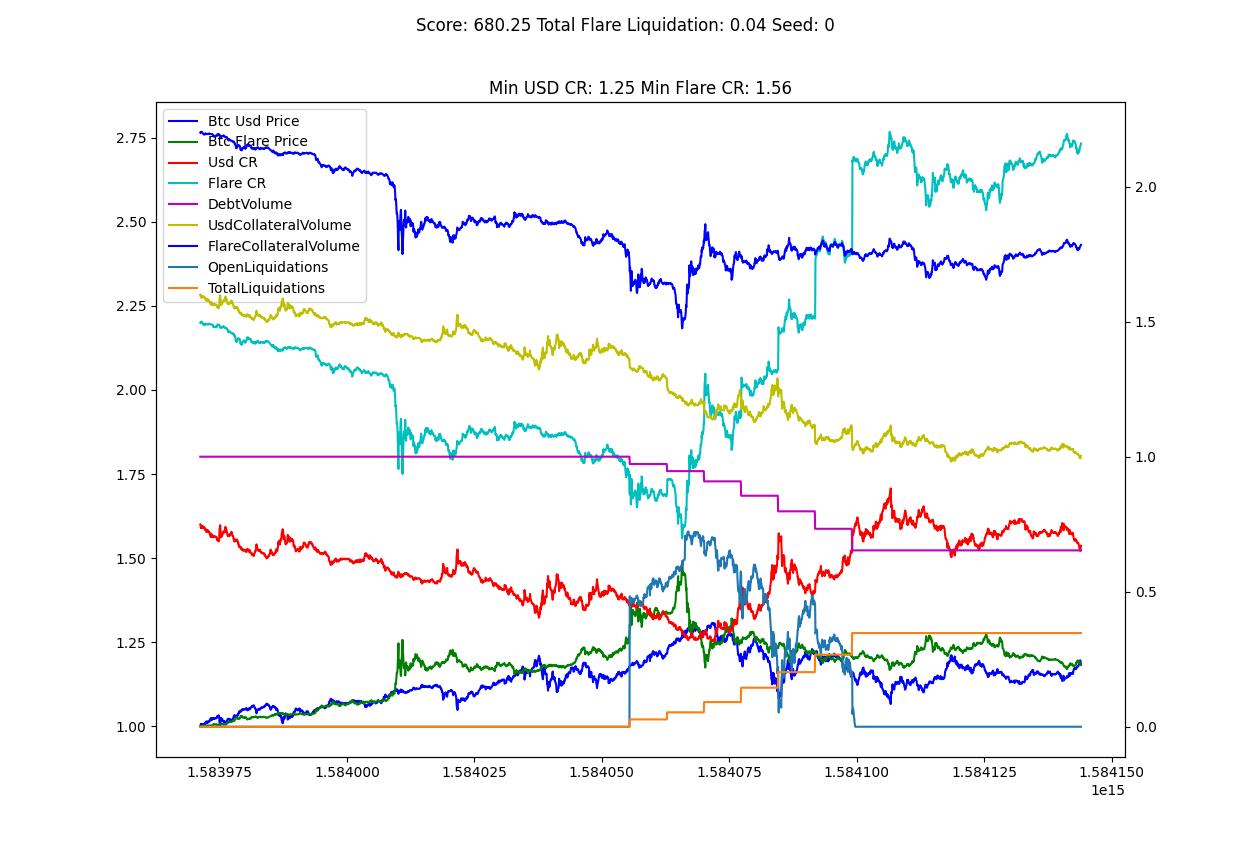 Score: 680.25 Total Flare Liquidation: 0.04 Seed: 0
Min USD CR: 1.25 Min Flare CR: 1.56
Btc Usd Price
Btc Flare Price
Usd CR
Flare CR
DebtVolume
UsdCollateralVolume
FlareCollateralVolume
OpenLiquidations
TotalLiquidations
2.75
2.50
2.25
2.00
1.75
1.50
1.25
1.00
2.0
1.5
1.0
0.5
0.0
1.583975 1.584000 1.584025 1.584050 1.584075 1.584100 1.584125 1.584150
1e15